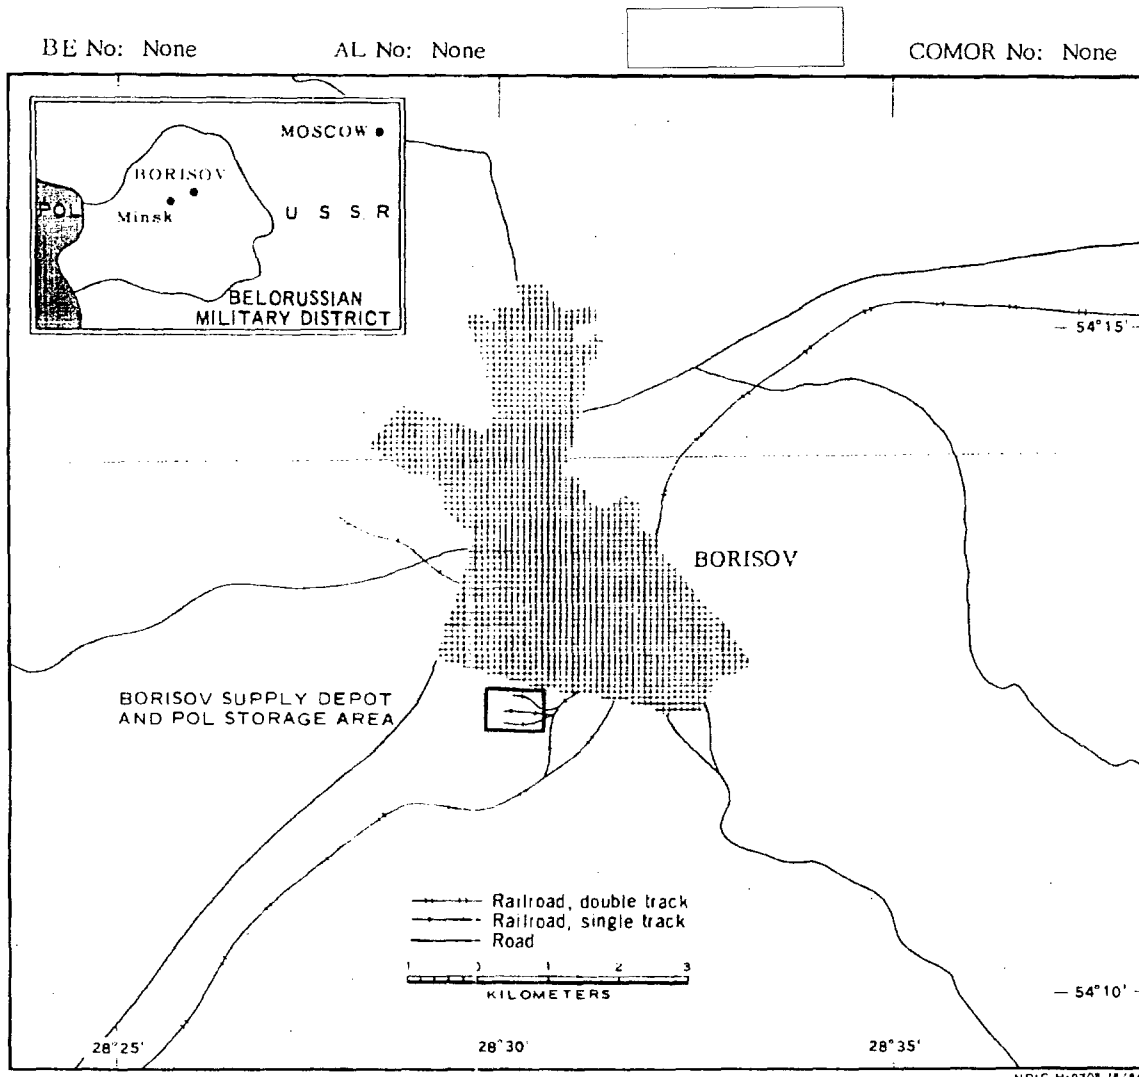 BE No: None AL No: None COMOR No: None
MOSCOW
BORISOV
POL
Minsk
U S S R
BELORUSSIAN
MILITARY DISTRICT
54°15'
BORISOV
BORISOV SUPPLY DEPOT
AND POL STORAGE AREA
Railroad, double track
Railroad, single track
Road
1 0 1 2 3
KILOMETERS
54°10'
28°25' 28°30' 28°35'